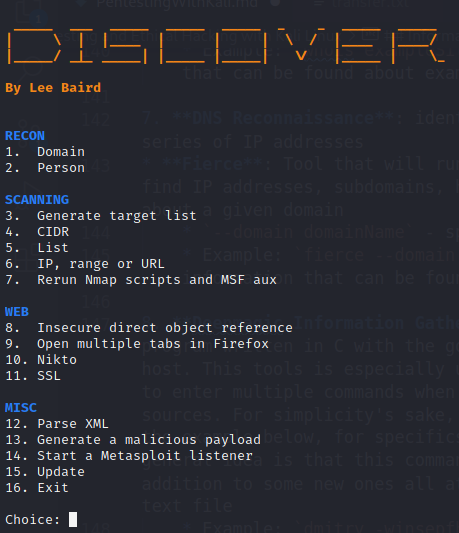 DISCOVER
By Lee Baird
RECON
1. Domain
2. Person
SCANNING
3. Generate target list
4. CIDR
5. List
6. IP, range or URL
7. Rerun Nmap scripts and MSF aux
WEB
8. Insecure direct object reference
9. Open multiple tabs in Firefox
10. Nikto
11. SSL
MISC
12. Parse XML
13. Generate a malicious payload
14. Start a Metasploit listener
15. Update
16. Exit
Choice: